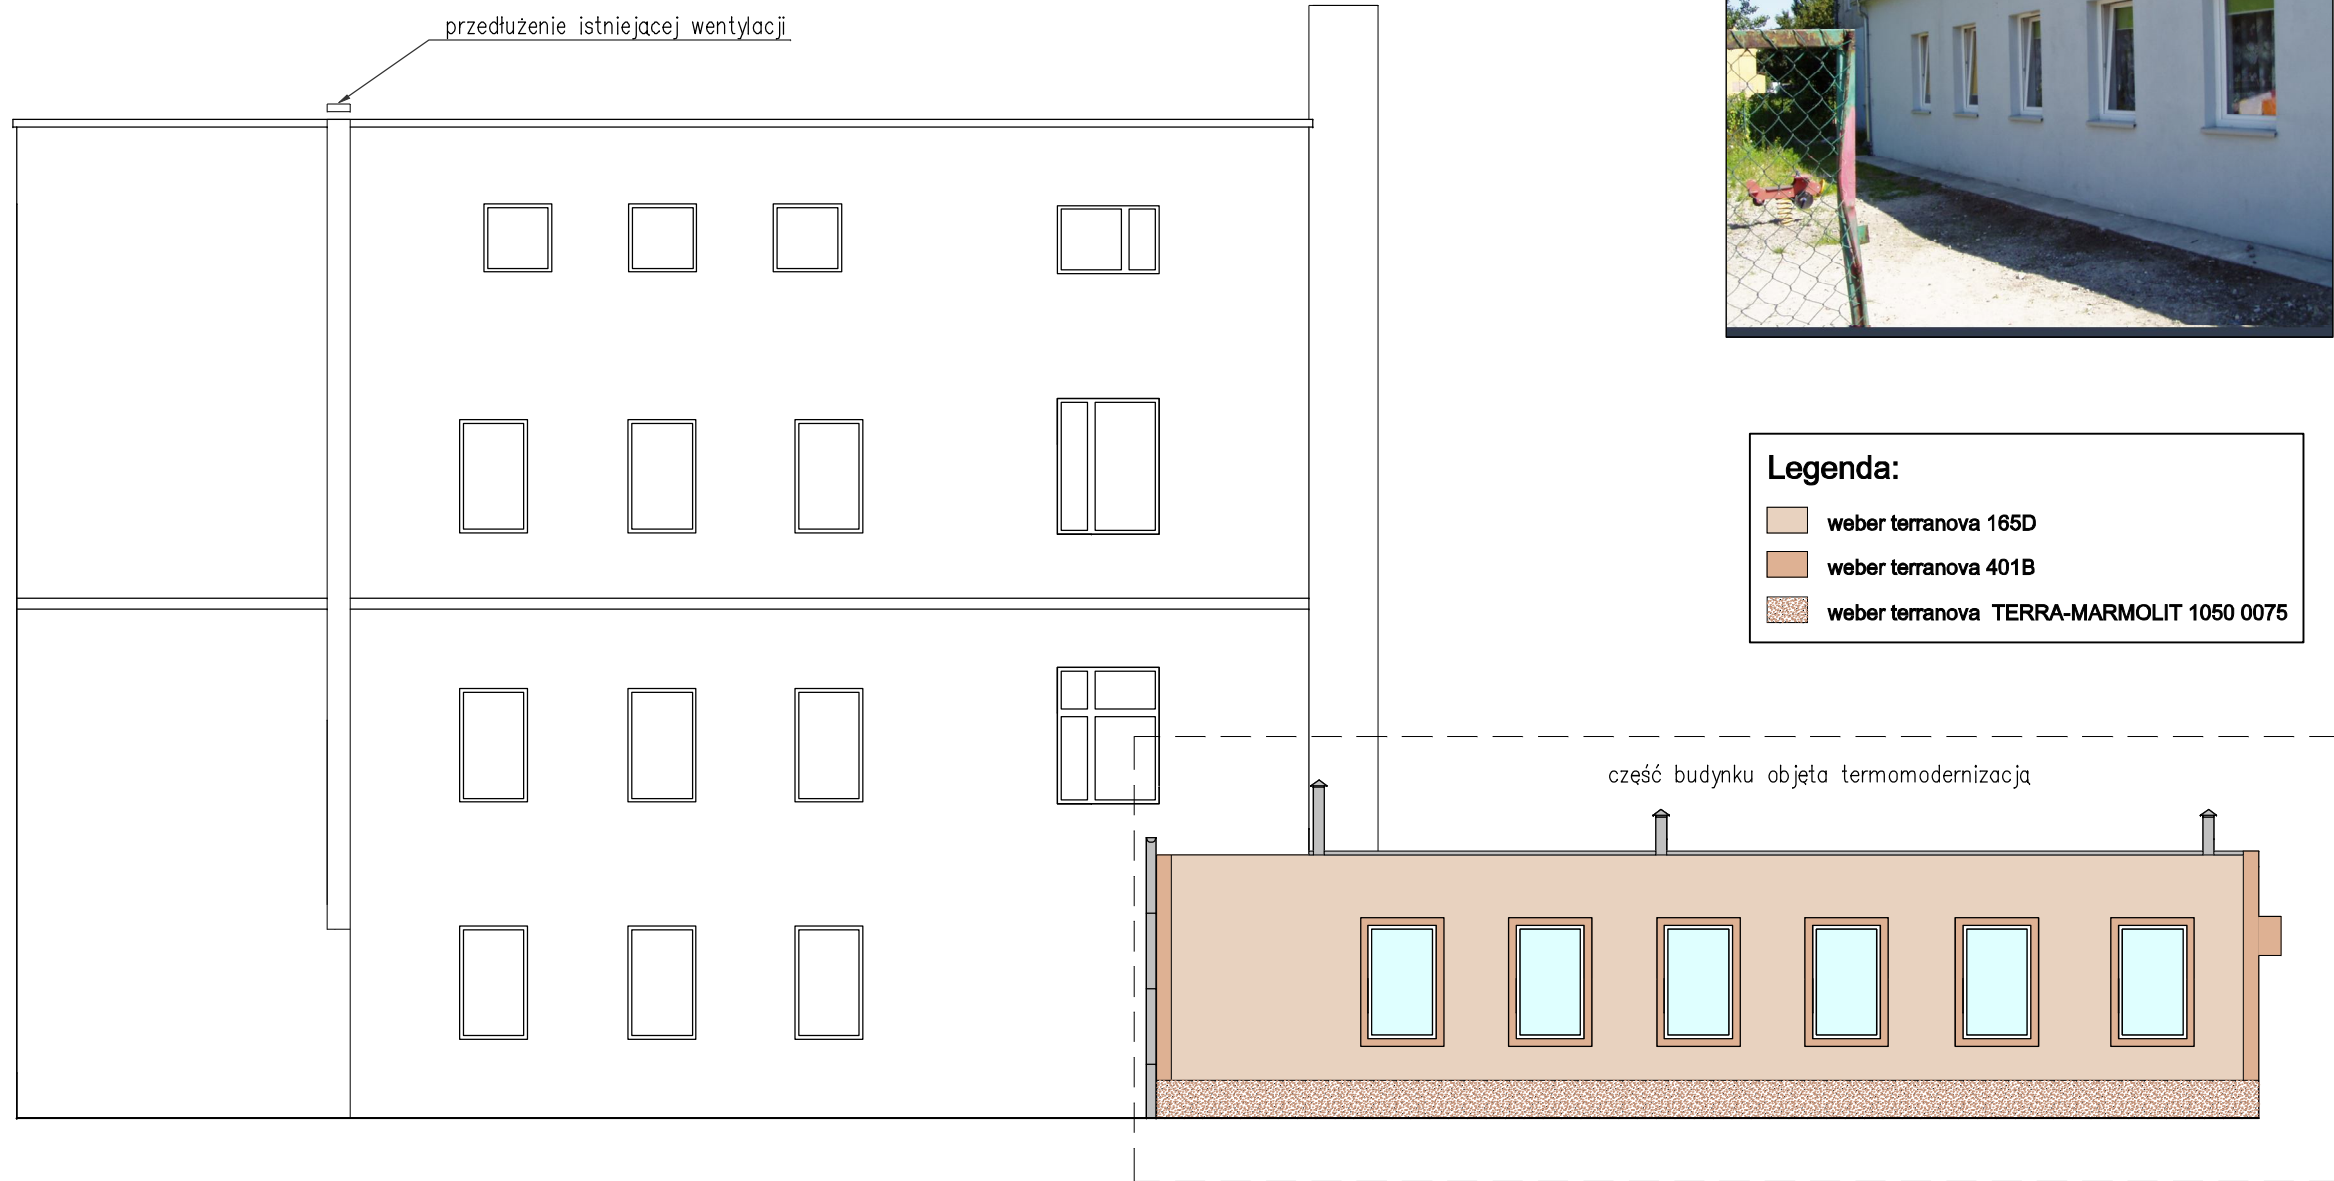 przedłużenie istniejącej wentylacji
Legenda:
weber terranova 165D
weber terranova 401B
weber terranova TERRA-MARMOLIT 1050 0075
część budynku objęta termomodernizacją